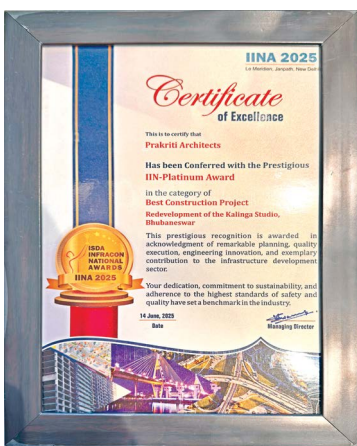 IINA 2025
Le Meridien, Janpath, New Delhi
Certificate
of Excellence
This is to certify that
Prakriti Architects
Has been Conferred with the Prestigious
IIN-Platinum Award
in the category of
Best Construction Project
Redevelopment of the Kalinga Studio,
Bhubaneswar
This prestigious recognition is awarded in
acknowledgment of remarkable planning, quality
execution, engineering innovation, and exemplary
contribution to the infrastructure development
sector.
ISDA
INFRACON
NATIONAL
AWARDS
IINA 2025
Your dedication, commitment to sustainability, and
adherence to the highest standards of safety and
quality have set a benchmark in the industry.
14 June, 2025
Date
Managing Director